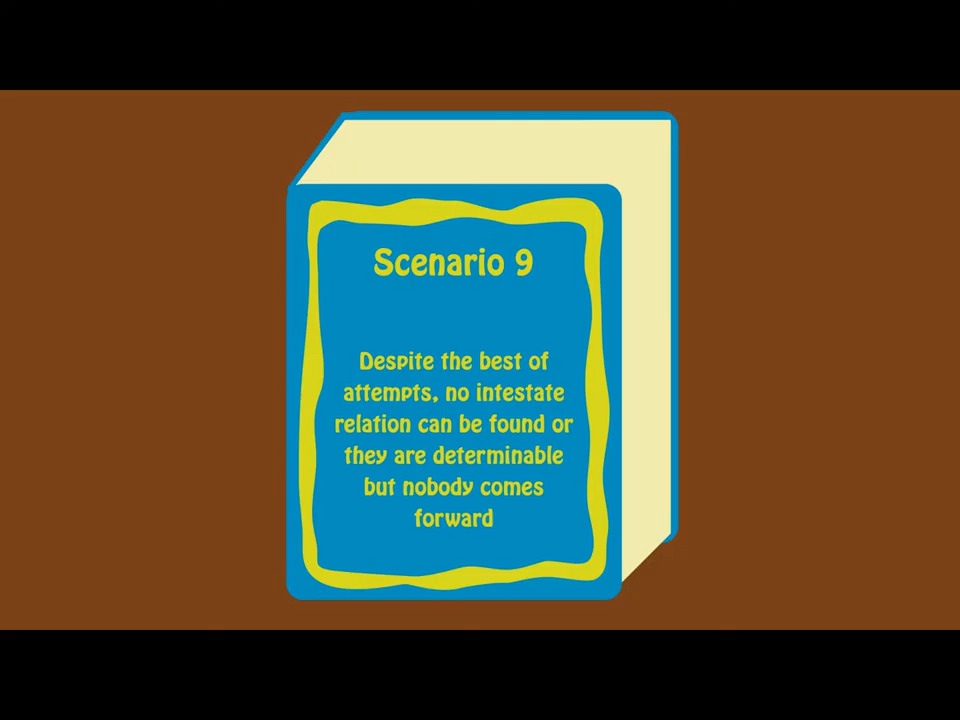 Scenario 9
Despite the best of
attempts, no intestate
relation can be found or
they are determinable
but nobody comes
forward